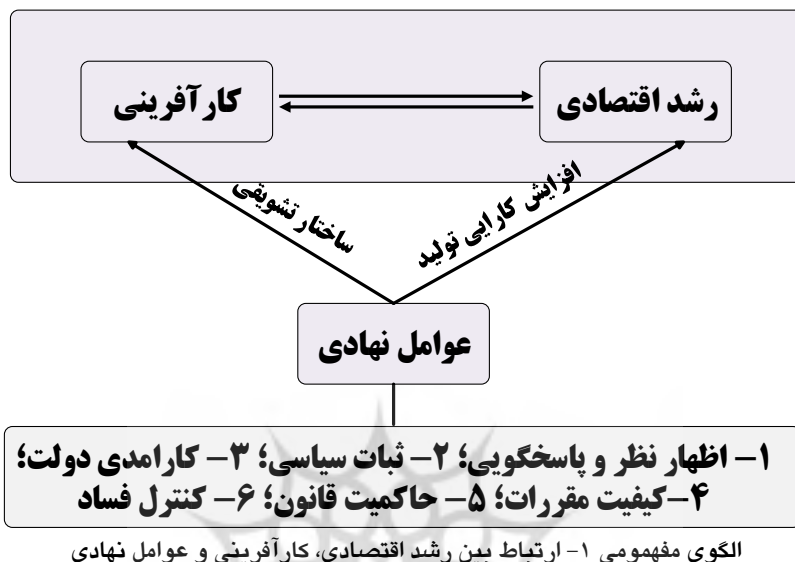 رشد اقتصادی
کارآفرینی
افزایش کارایی تولید
ساختار تشویقی
عوامل نهادی
۱- اظهار نظر و پاسخگویی؛ ۲- ثبات سیاسی؛ ۳- کارامدی دولت؛
۴-کیفیت مقررات؛ ۵- حاکمیت قانون؛ ۶- کنترل فساد
الگوی مفهومی ۱- ارتباط بین رشد اقتصادی، کارآفرینی و عوامل نهادی